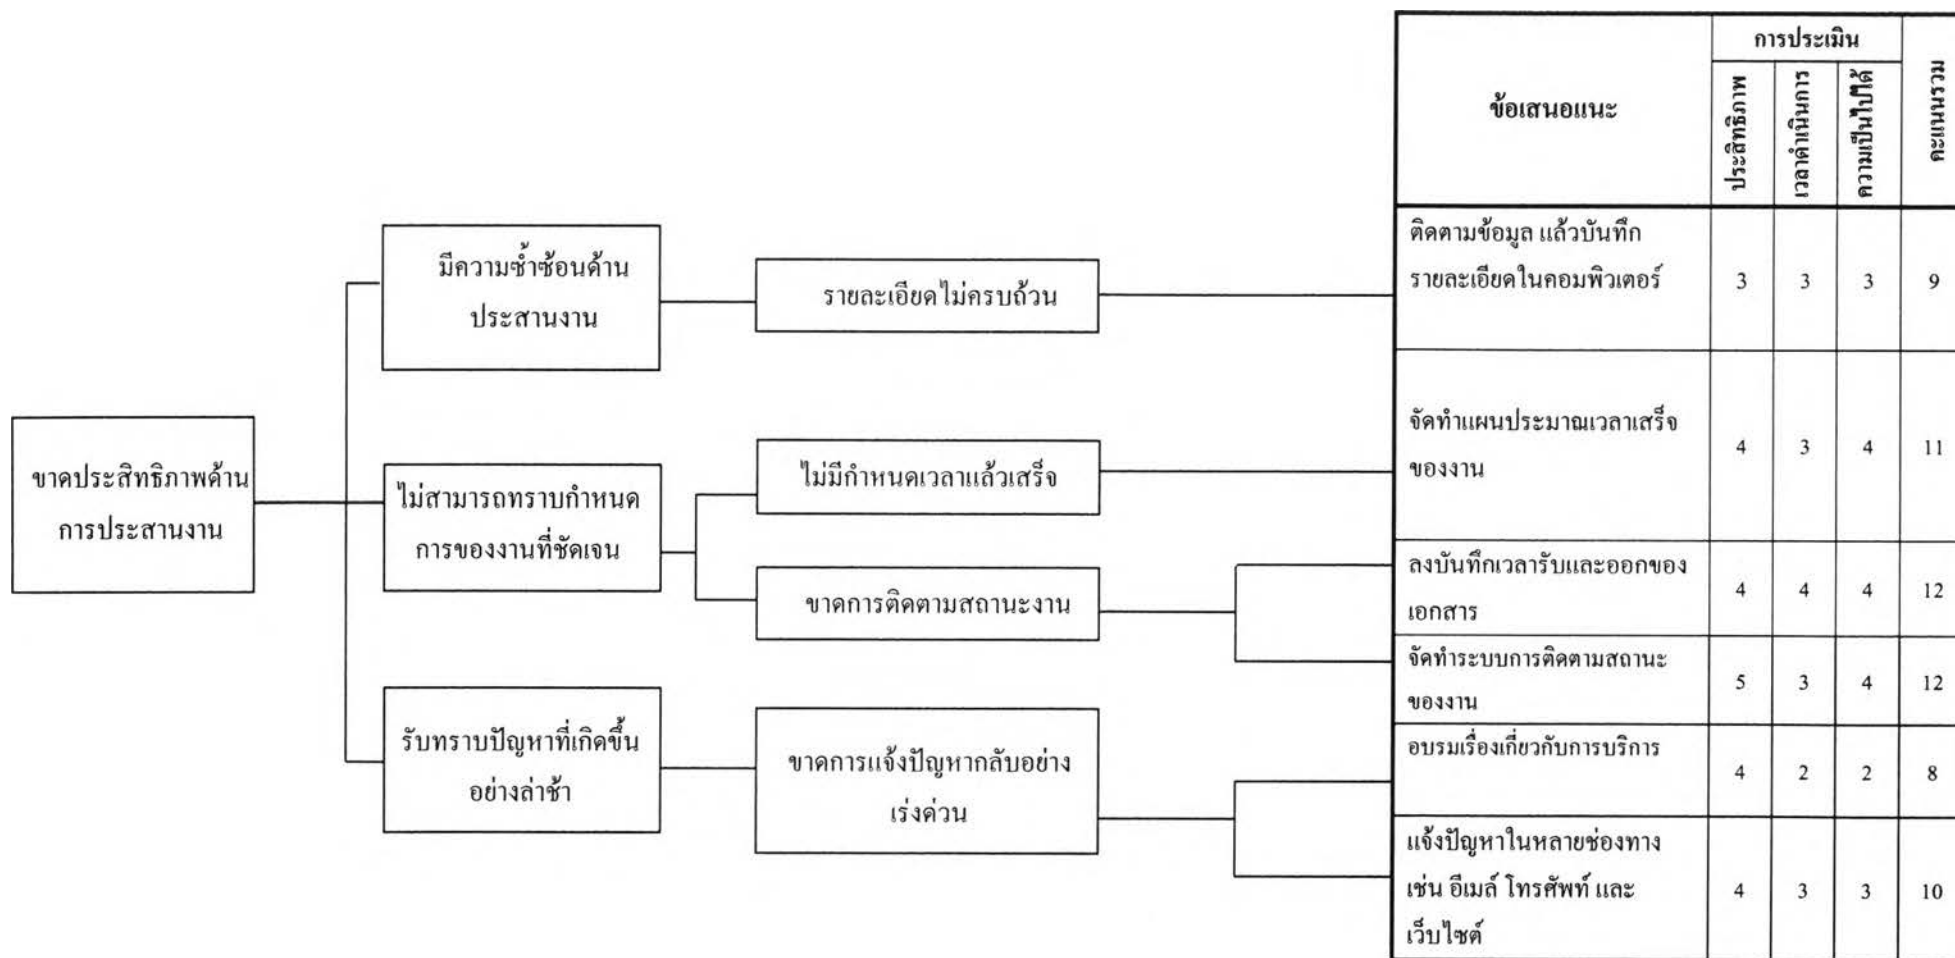 ขาดประสิทธิภาพด้าน
การประสานงาน
มีความซ้ำซ้อนด้าน
ประสานงาน
ไม่สามารถทราบกำหนด
การของงานที่ชัดเจน
รับทราบปัญหาที่เกิดขึ้น
อย่างล่าช้า
รายละเอียดไม่ครบถ้วน
ไม่มีกำหนดเวลาแล้วเสร็จ
ขาดการติดตามสถานะงาน
ขาดการแจ้งปัญหากลับอย่าง
เร่งด่วน
ข้อเสนอแนะ
การประเมิน
ประสิทธิภาพ
เวลาดำเนินการ
ความเป็นไปได้
คะแนนรวม
ติดตามข้อมูล แล้วบันทึก
รายละเอียดในคอมพิวเตอร์
3 3 3 9
จัดทำแผนประมาณเวลาเสร็จ
ของงาน
4 3 4 11
ลงบันทึกเวลารับและออกของ
เอกสาร
4 4 4 12
จัดทำระบบการติดตามสถานะ
ของงาน
5 3 4 12
อบรมเรื่องเกี่ยวกับการบริการ
4 2 2 8
แจ้งปัญหาในหลายช่องทาง
เช่น อีเมล์ โทรศัพท์ และ
เว็บไซต์
4 3 3 10